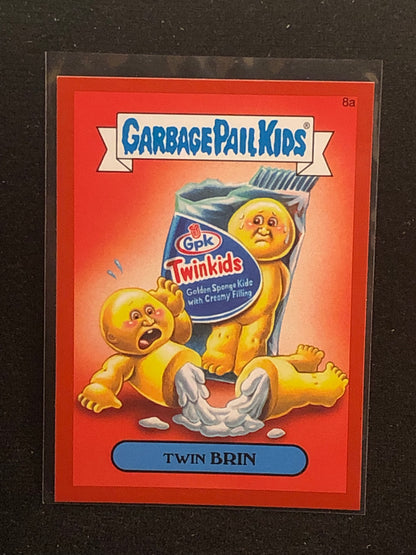 8a
GARBAGE PAIL KIDS®
Gpk
Twinkids
Golden Sponge Kids
with Creamy Filling
TWIN BRIN